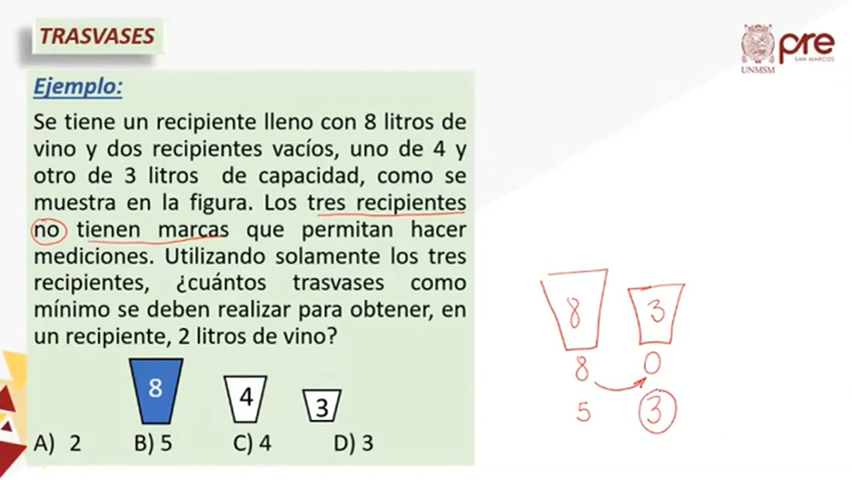 TRASVASES
UNMSM
pre
SAN MARCOS
Ejemplo:
Se tiene un recipiente lleno con 8 litros de
vino y dos recipientes vacíos, uno de 4 y
otro de 3 litros de capacidad, como se
muestra en la figura. Los tres recipientes
no tienen marcas que permitan hacer
mediciones. Utilizando solamente los tres
recipientes, ¿cuántos trasvases como
mínimo se deben realizar para obtener, en
un recipiente, 2 litros de vino?
8 4 3
A) 2 B) 5 C) 4 D) 3
8 3
8 0
5 3